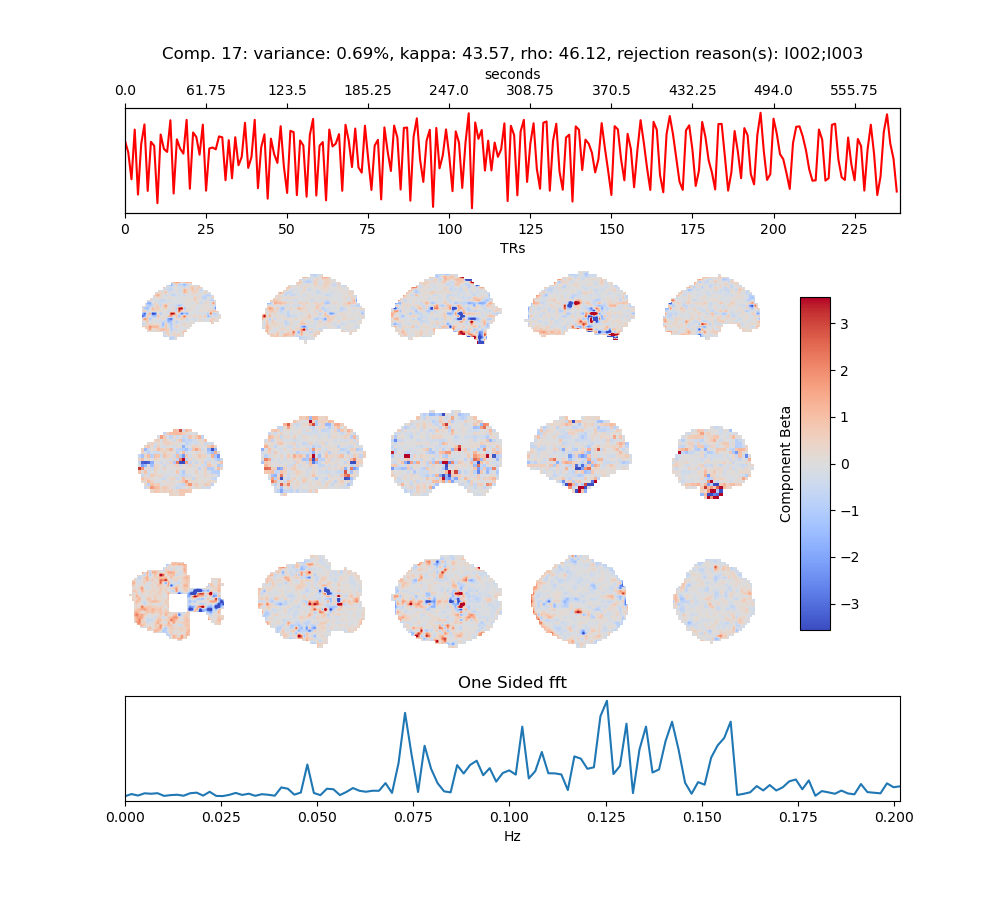 Comp. 17: variance: 0.69%, kappa: 43.57, rho: 46.12, rejection reason(s): I002;I003
seconds
0.0 61.75 123.5 185.25 247.0 308.75 370.5 432.25 494.0 555.75
0 25 50 75 100 125 150 175 200 225
TRs
3
2
1
0
−1
−2
−3
Component Beta
One Sided fft
0.000 0.025 0.050 0.075 0.100 0.125 0.150 0.175 0.200
Hz